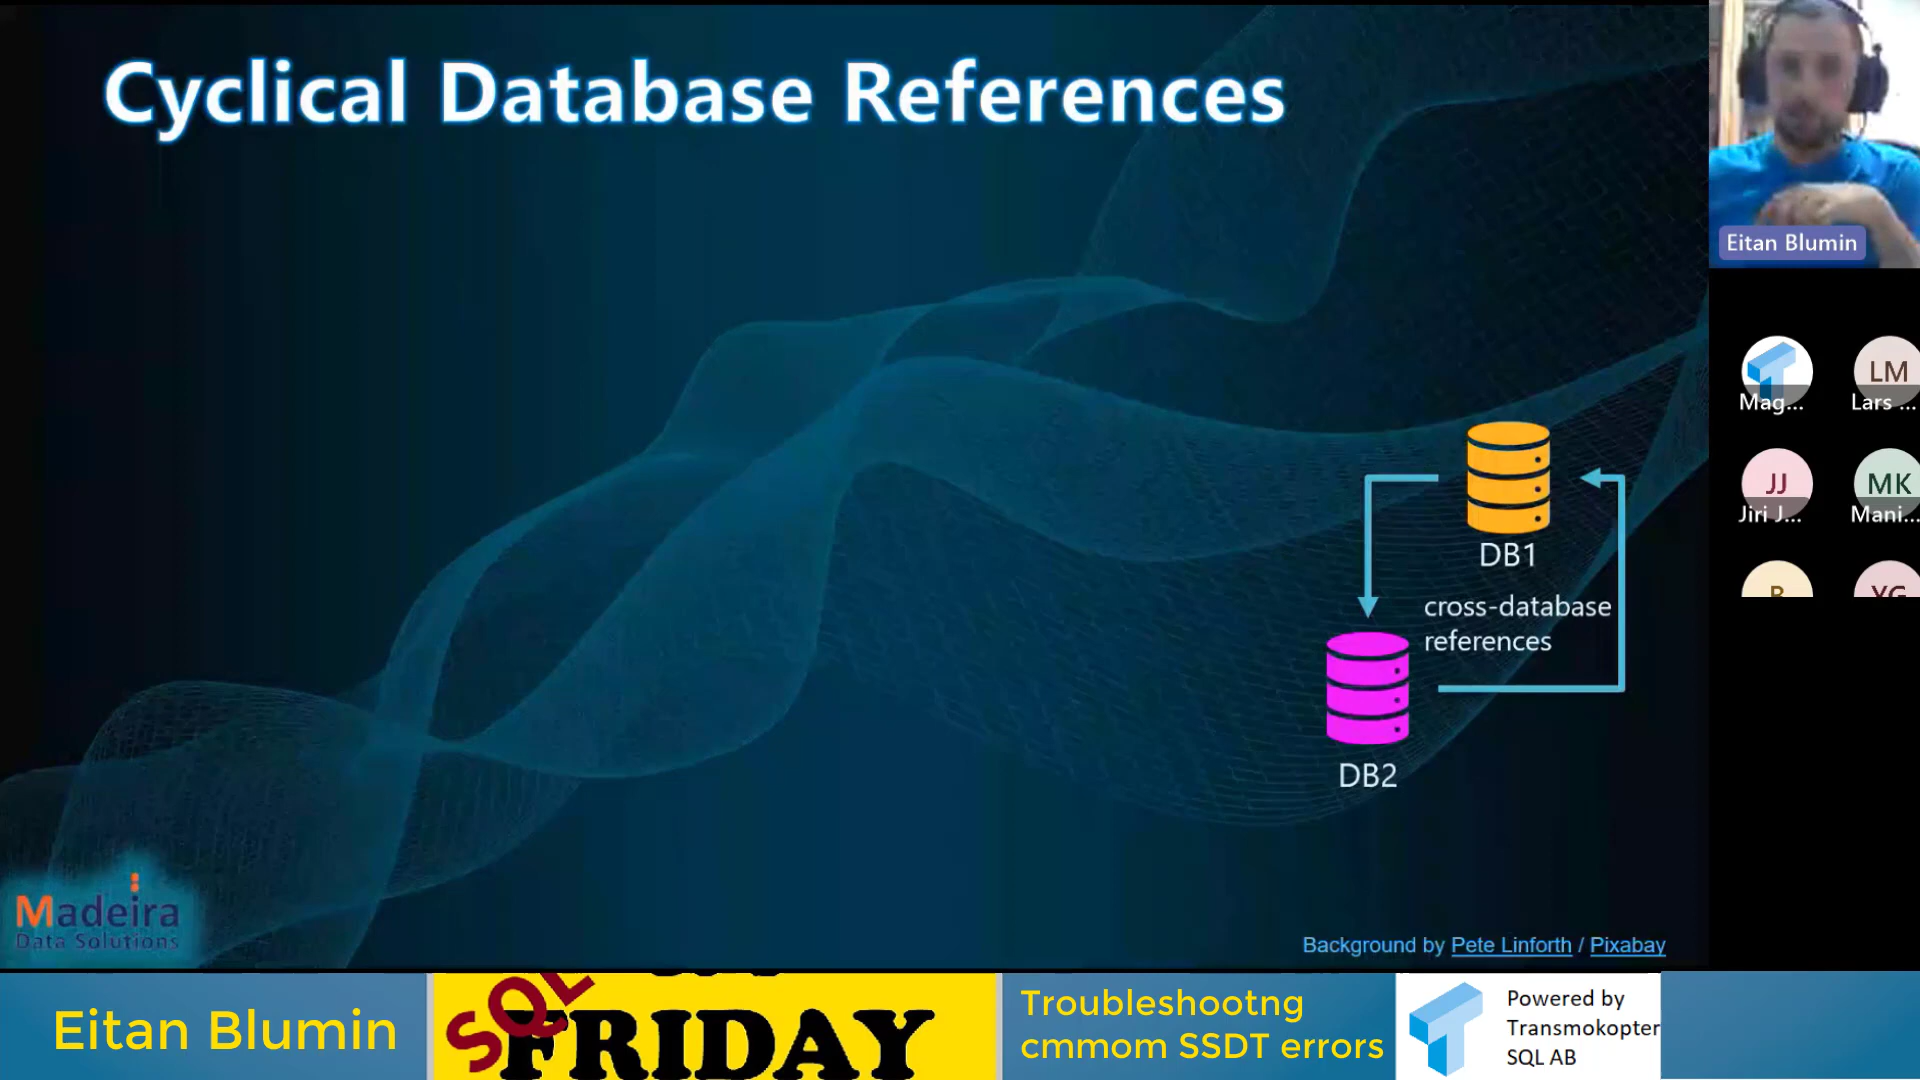 Cyclical Database References
Eitan Blumin
Mag...
LM
Lars ...
JJ
Jiri J...
MK
Mani...
DB1
cross-database
references
DB2
Madeira
Data Solutions
Background by Pete Linforth / Pixabay
Eitan Blumin
SQL
FRIDAY
Troubleshootng
cmmom SSDT errors
Powered by
Transmokopter
SQL AB